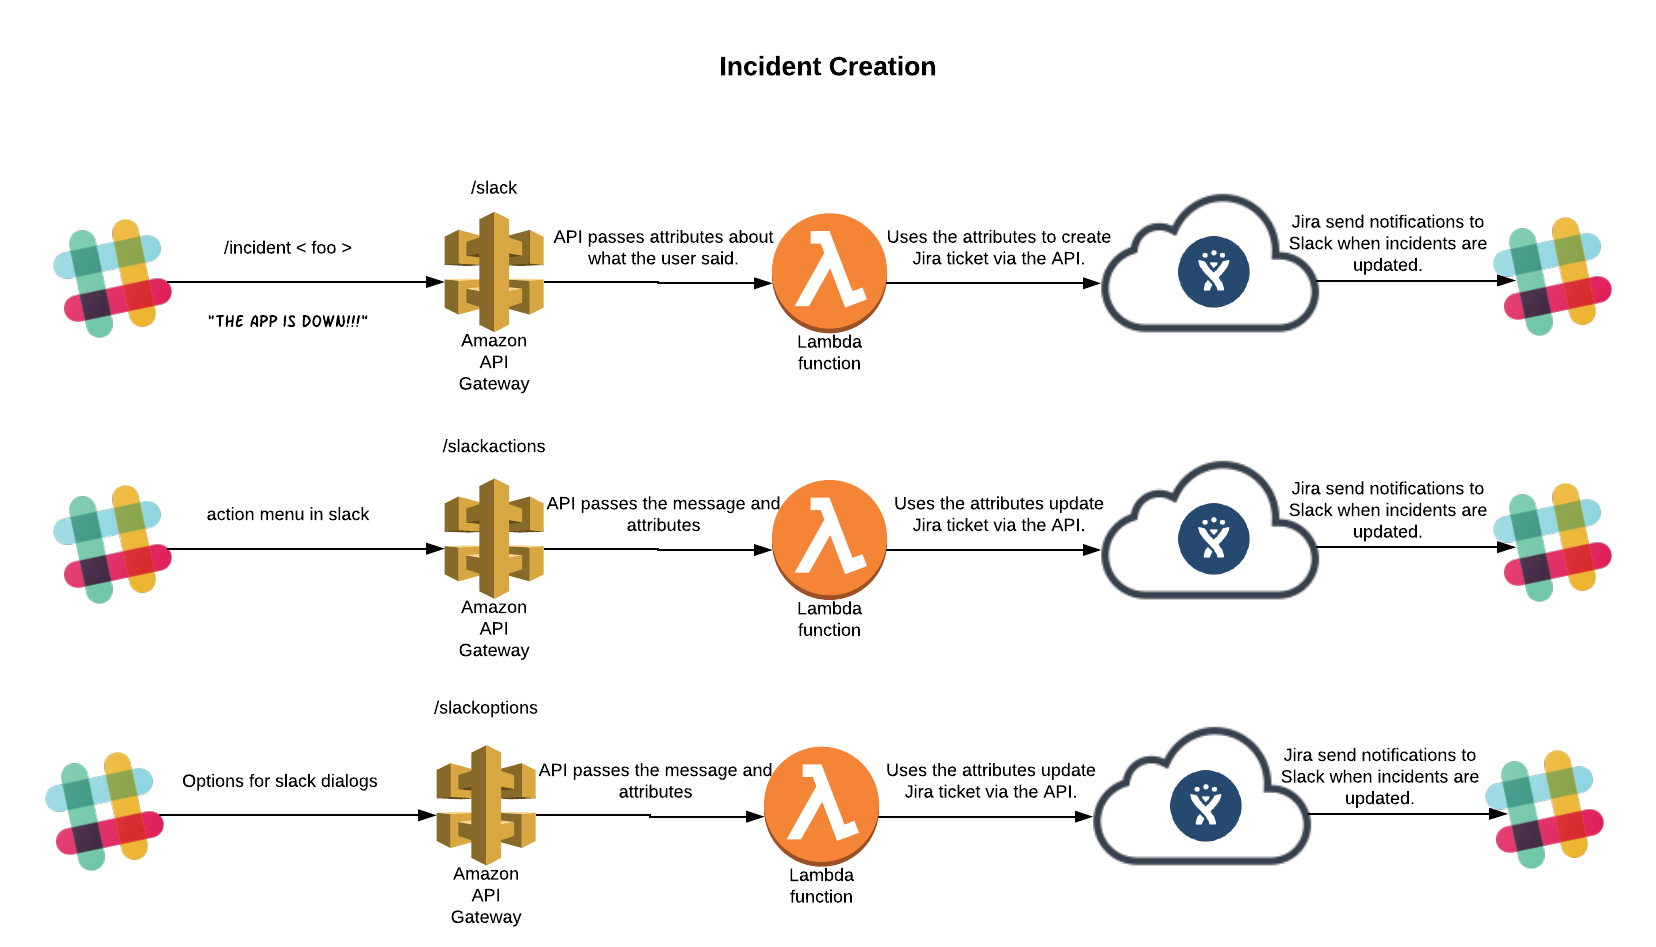 Incident Creation
/slack
/incident < foo >
"THE APP IS DOWN!!!"
Amazon
API
Gateway
API passes attributes about
what the user said.
Lambda
function
Uses the attributes to create
Jira ticket via the API.
Jira send notifications to
Slack when incidents are
updated.
/slackactions
action menu in slack
Amazon
API
Gateway
API passes the message and
attributes
Lambda
function
Uses the attributes update
Jira ticket via the API.
Jira send notifications to
Slack when incidents are
updated.
/slackoptions
Options for slack dialogs
Amazon
API
Gateway
API passes the message and
attributes
Lambda
function
Uses the attributes update
Jira ticket via the API.
Jira send notifications to
Slack when incidents are
updated.